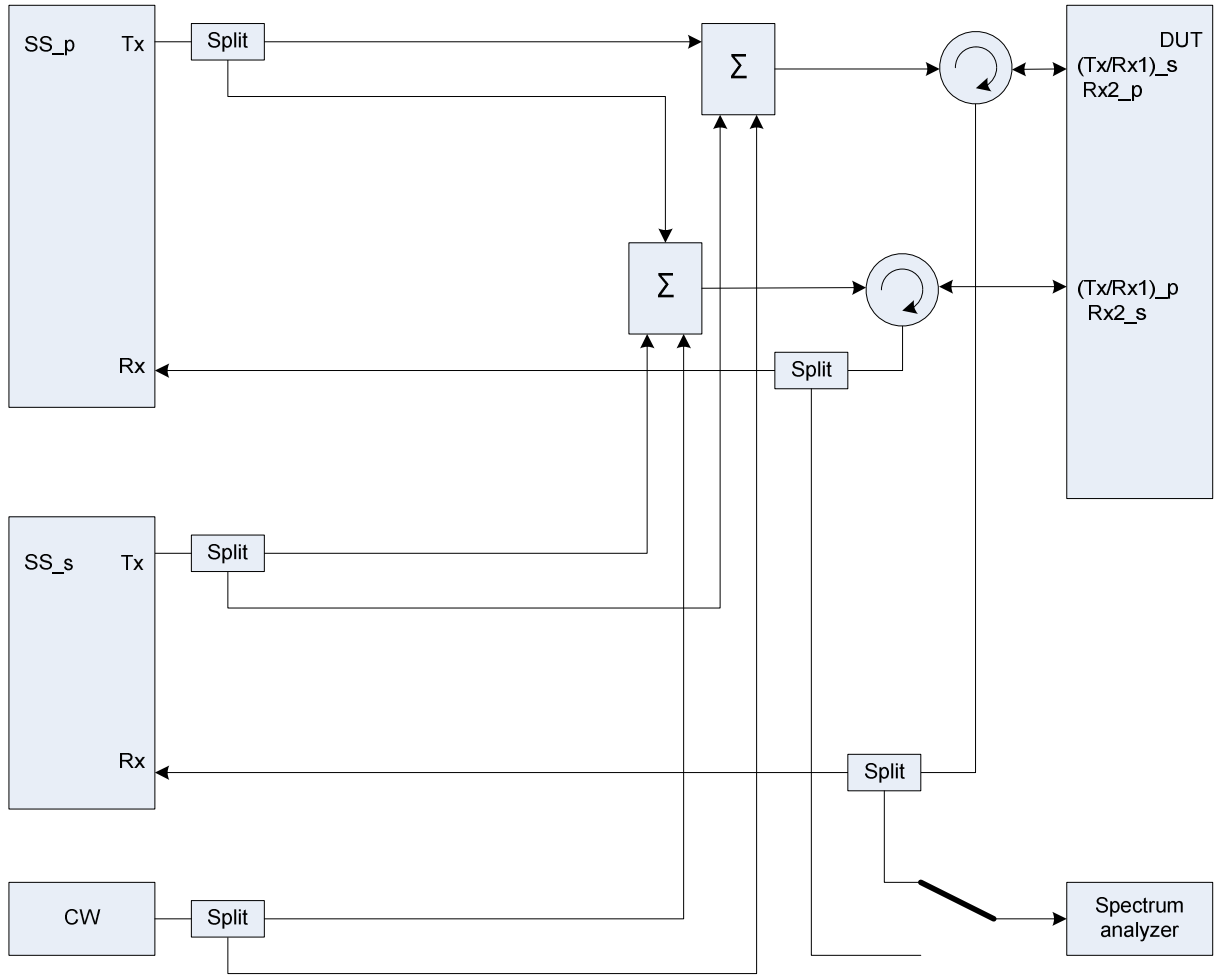 SS_p Tx
Split
Σ
DUT
(Tx/Rx1)_s
Rx2_p
Σ
(Tx/Rx1)_p
Rx2_s
Rx
Split
SS_s Tx
Split
Rx
Split
CW
Split
Spectrum
analyzer